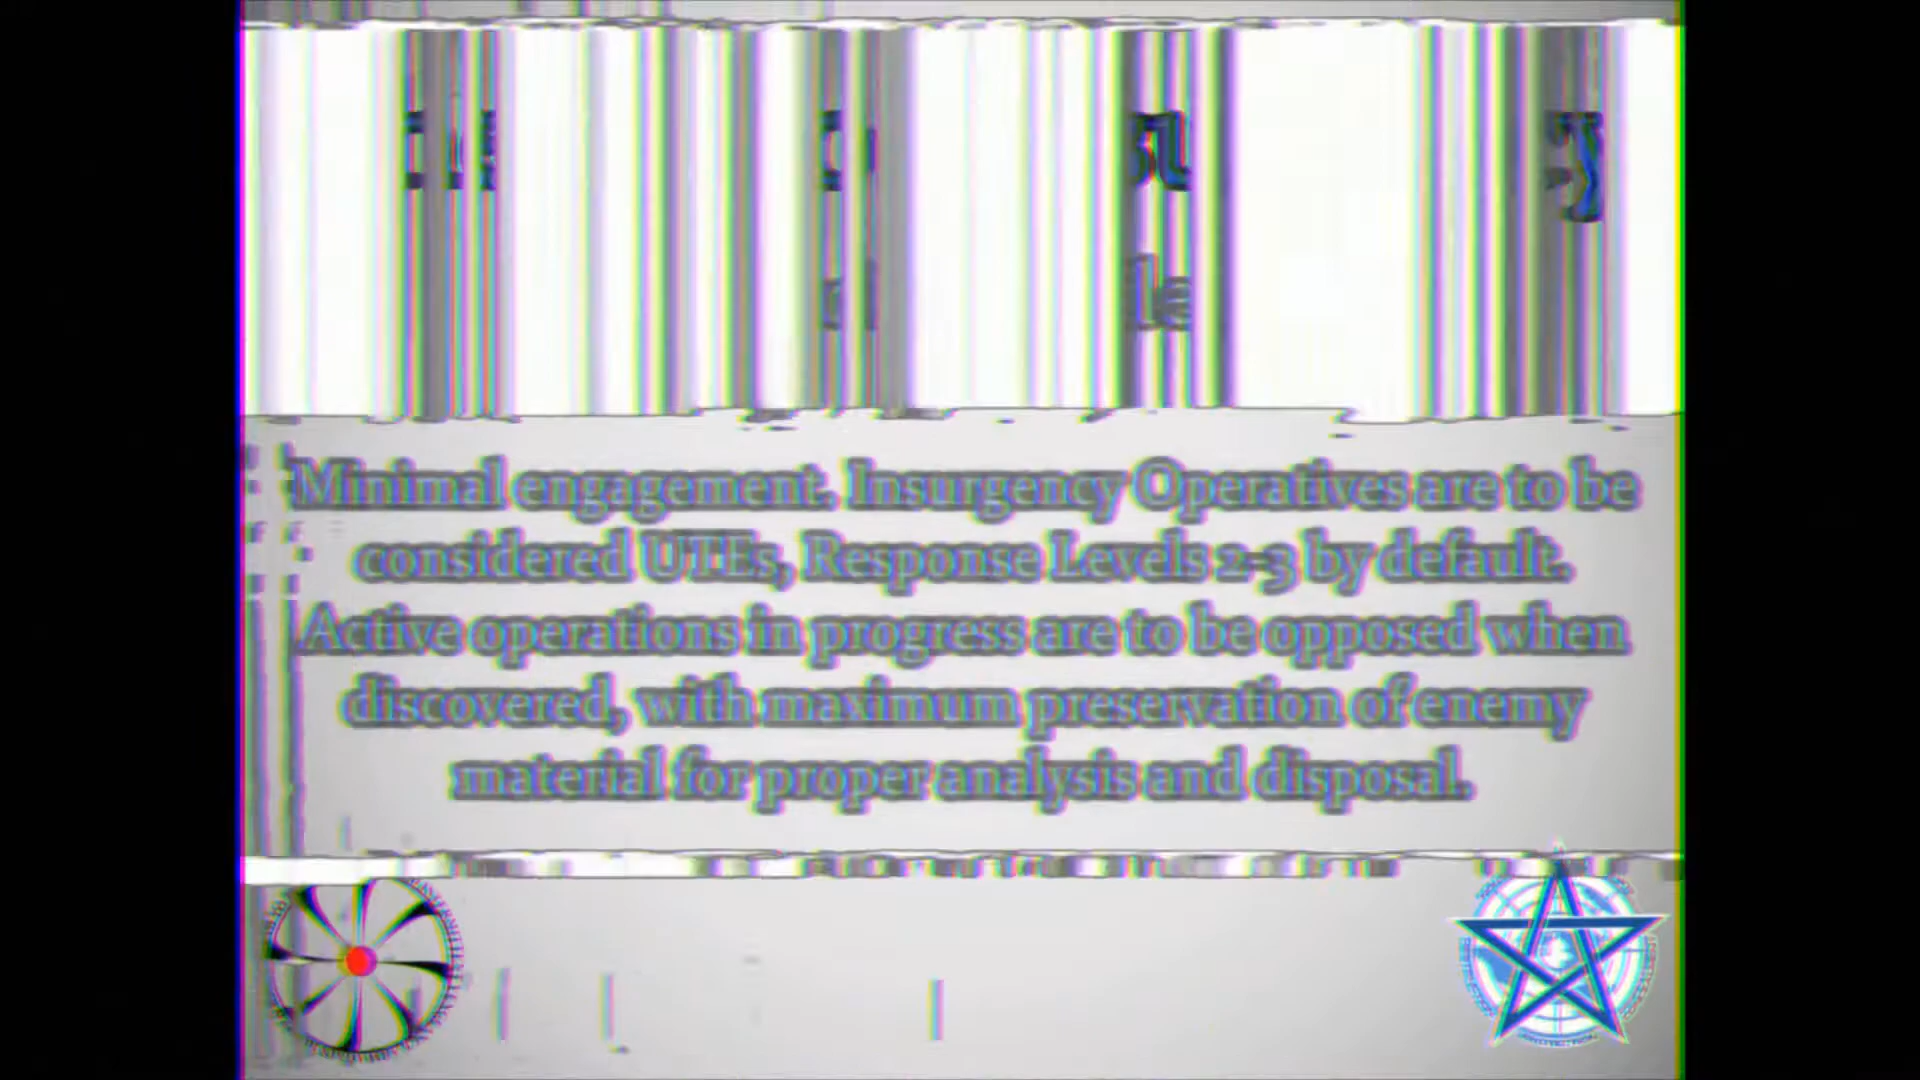 Minimal engagement. Insurgency Operatives are to be
considered UTEs, Response Levels 2-3 by default.
Active operations in progress are to be opposed when
discovered, with maximum preservation of enemy
material for proper analysis and disposal.